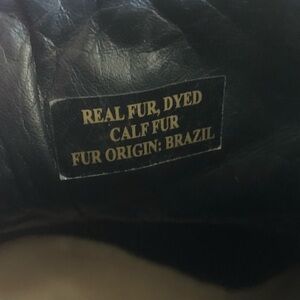 REAL FUR, DYED
CALF FUR
FUR ORIGIN: BRAZIL